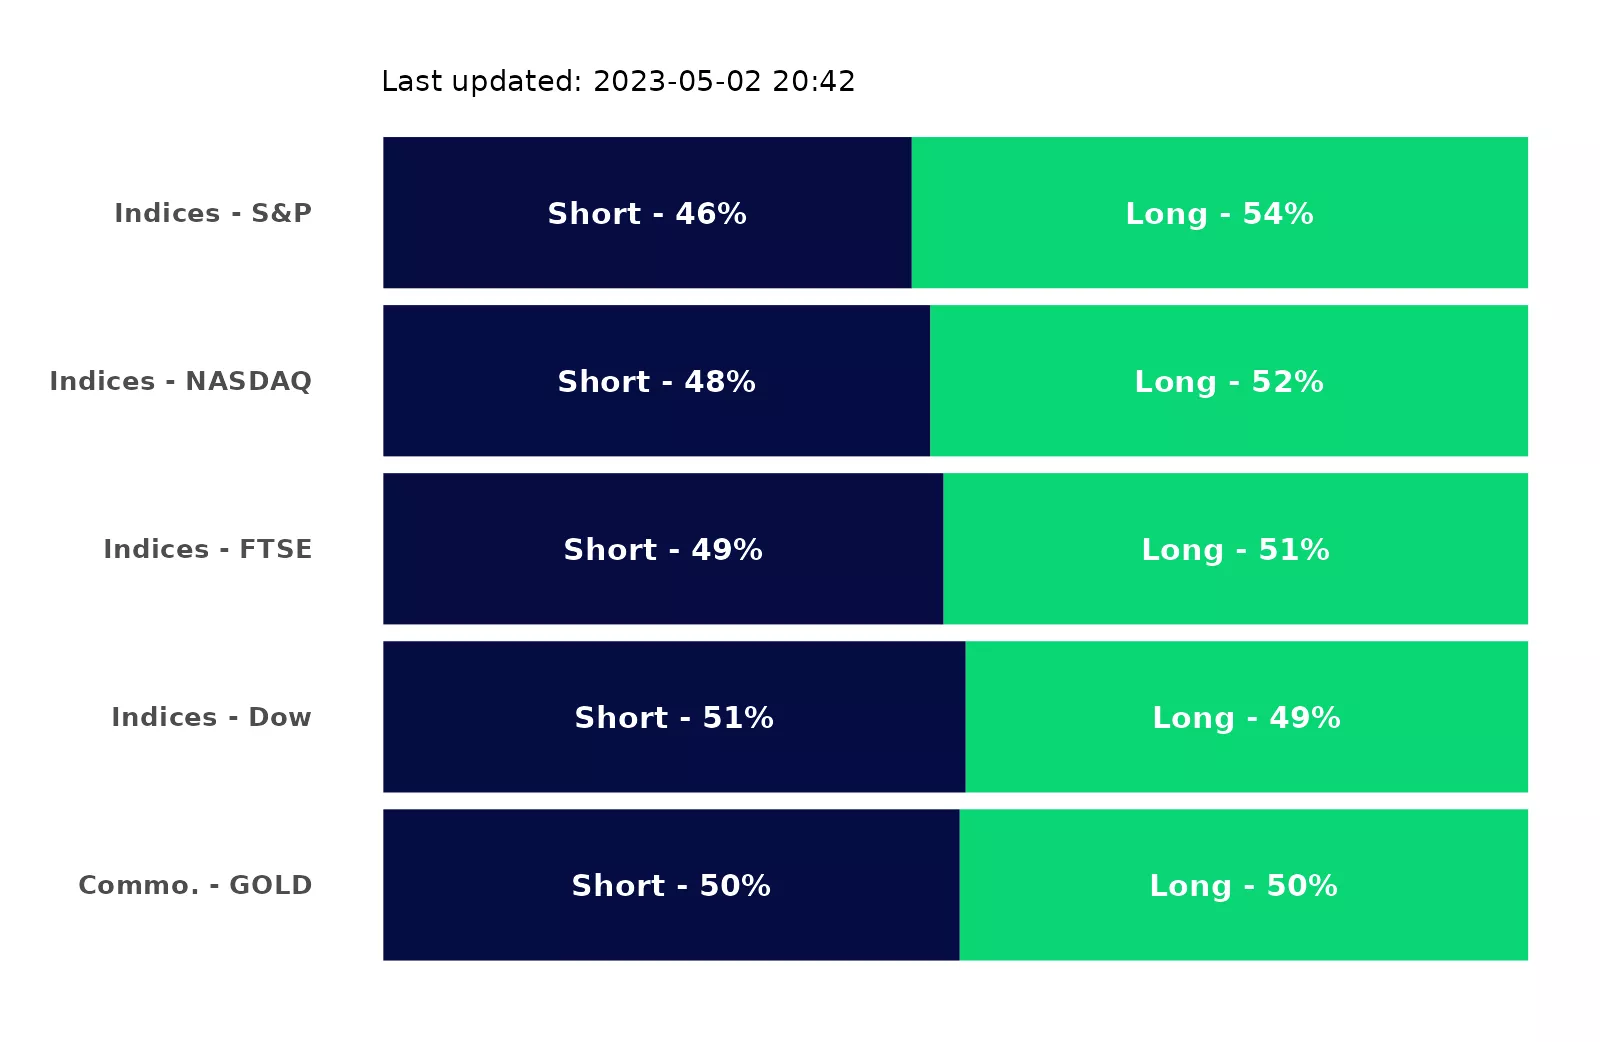 Last updated: 2023-05-02 20:42
Indices - S&P Short - 46% Long - 54%
Indices - NASDAQ Short - 48% Long - 52%
Indices - FTSE Short - 49% Long - 51%
Indices - Dow Short - 51% Long - 49%
Commo. - GOLD Short - 50% Long - 50%